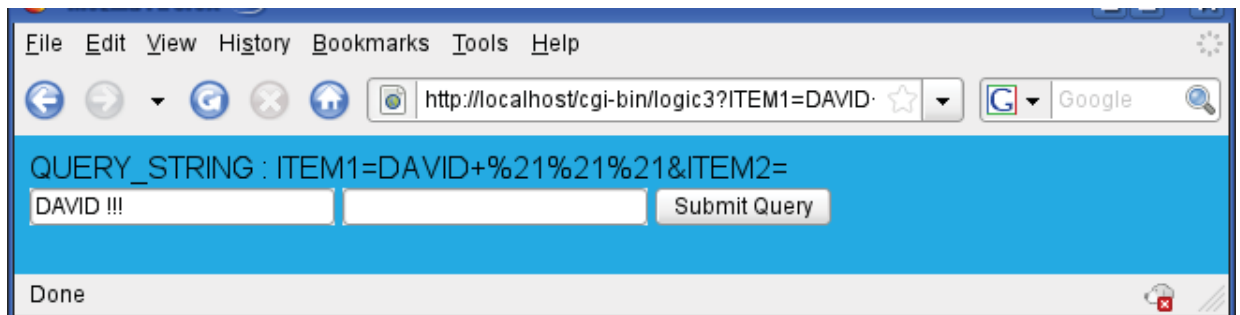 File Edit View History Bookmarks Tools Help
http://localhost/cgi-bin/logic3?ITEM1=DAVID G Google
QUERY_STRING : ITEM1=DAVID+%21%21%21&ITEM2=
DAVID !!! Submit Query
Done